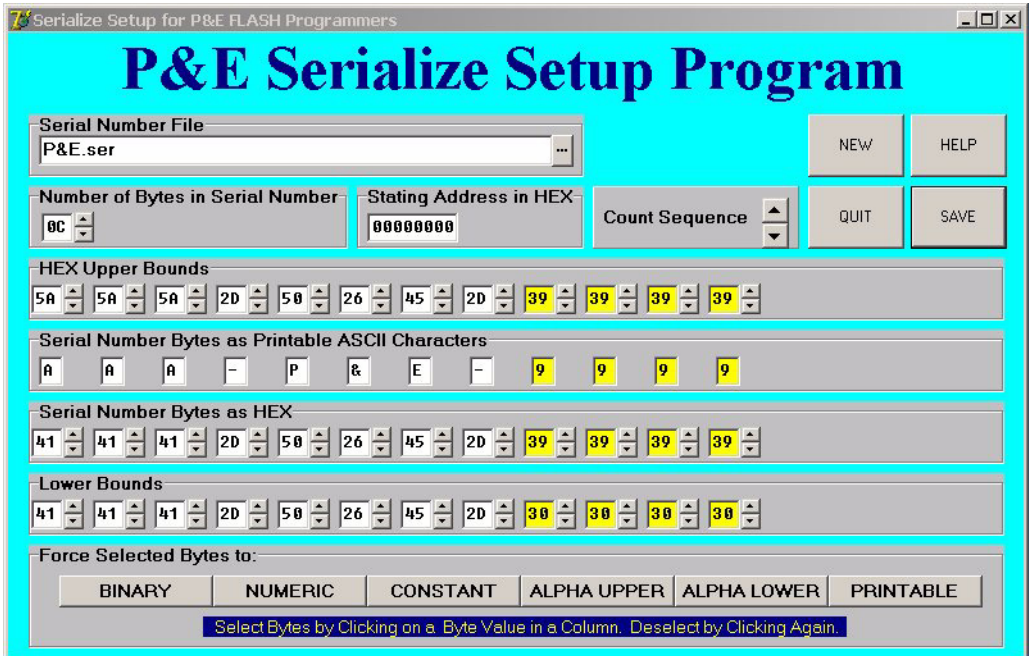 Serialize Setup for P&E FLASH Programmers
P&E Serialize Setup Program
Serial Number File
P&E.ser
...
NEW
HELP
Number of Bytes in Serial Number
0C
Stating Address in HEX
00000000
Count Sequence
QUIT
SAVE
HEX Upper Bounds
5A 5A 5A 2D 50 26 45 2D 39 39 39 39
Serial Number Bytes as Printable ASCII Characters
A A A - P & E - 9 9 9 9
Serial Number Bytes as HEX
41 41 41 2D 50 26 45 2D 39 39 39 39
Lower Bounds
41 41 41 2D 50 26 45 2D 30 30 30 30
Force Selected Bytes to:
BINARY NUMERIC CONSTANT ALPHA UPPER ALPHA LOWER PRINTABLE
Select Bytes by Clicking on a Byte Value in a Column. Deselect by Clicking Again.